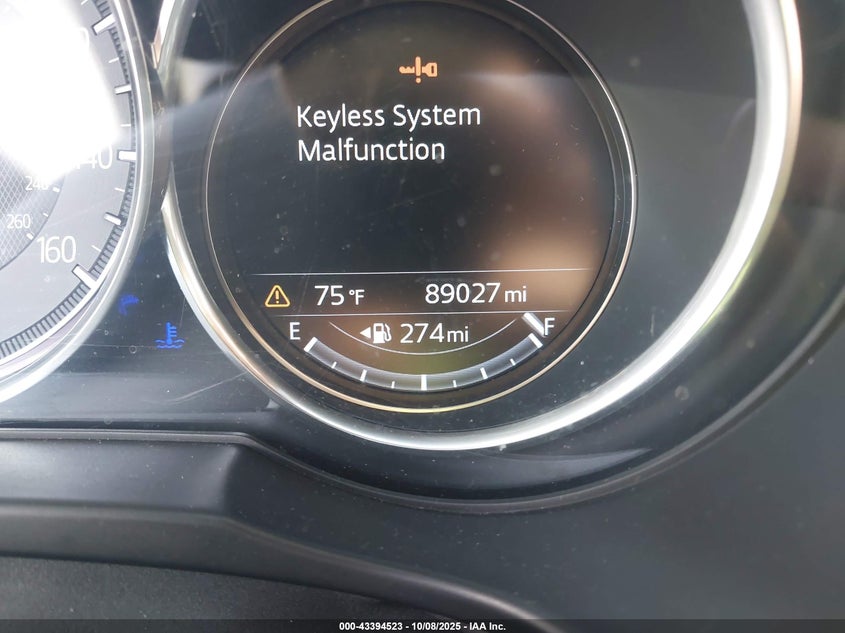 Keyless System
Malfunction
140
240
260
160
75°F 89027 mi
E 274mi F
000-43394523 - 10/08/2025 - IAA Inc.